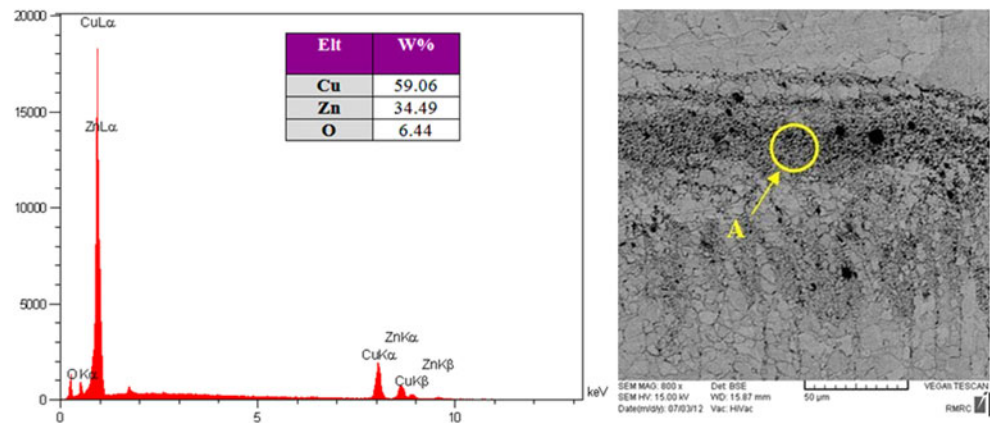 20000
15000
10000
5000
0
CuLα
ZnLα
OKα
CuKα
ZnKα
CuKβ
ZnKβ
0 5 10 keV
Elt W%
Cu 59.06
Zn 34.49
O 6.44
A
SEM MAG: 800 x Det: BSE VEGA\\ TESCAN
SEM HV: 15.00 kV WD: 15.87 mm 50 µm
Date(m/d/y): 07/03/12 Vac: HiVac RMRC